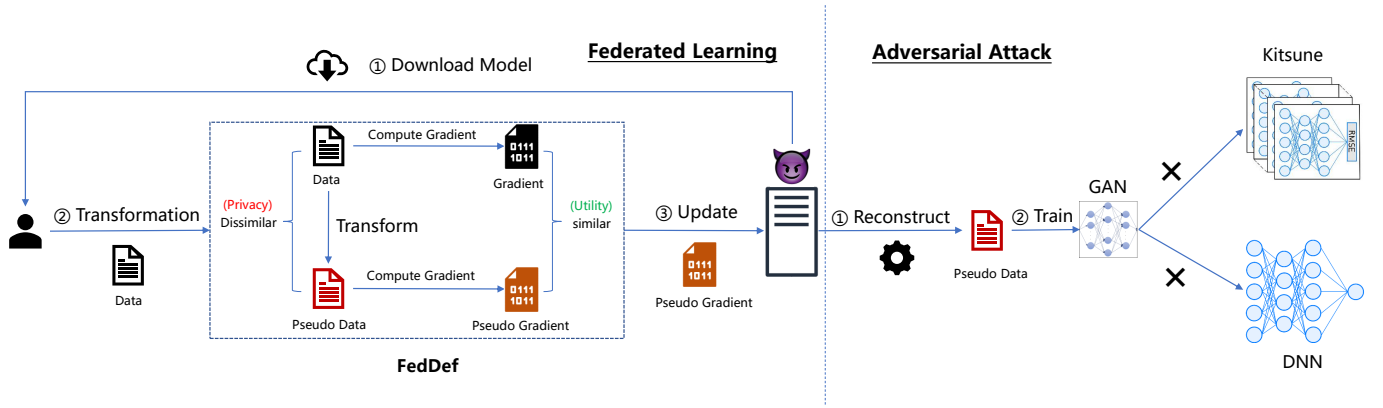 Federated Learning
Adversarial Attack
① Download Model
Kitsune
RMSE
Compute Gradient
0111
1011
Data
Gradient
GAN
(Privacy)
Dissimilar
(Utility)
similar
② Transformation
Transform
③ Update
① Reconstruct
② Train
Data
Compute Gradient
0111
1011
0111
1011
Pseudo Data
Pseudo Gradient
Pseudo Gradient
Pseudo Data
FedDef
DNN